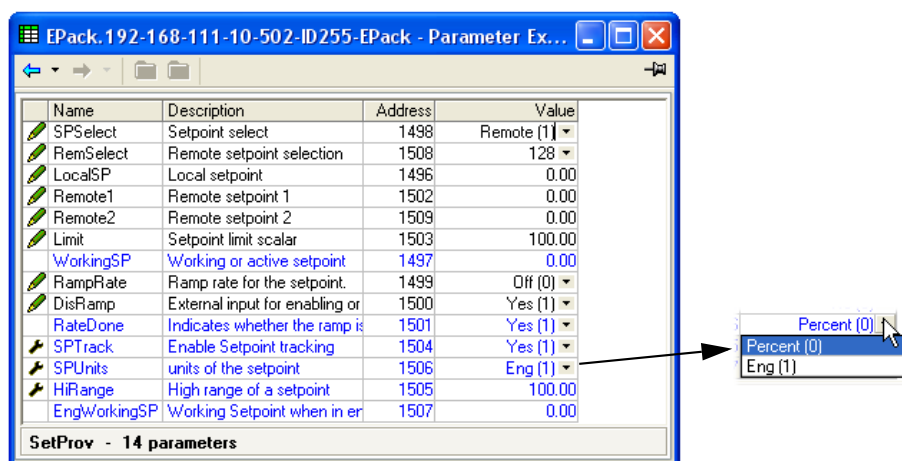 EPack.192-168-111-10-502-ID255-EPack - Parameter Ex...
Name Description Address Value
SPSelect Setpoint select 1498 Remote (1)
RemSelect Remote setpoint selection 1508 128
LocalSP Local setpoint 1496 0.00
Remote1 Remote setpoint 1 1502 0.00
Remote2 Remote setpoint 2 1509 0.00
Limit Setpoint limit scalar 1503 100.00
WorkingSP Working or active setpoint 1497 0.00
RampRate Ramp rate for the setpoint. 1499 Off (0)
DisRamp External input for enabling or 1500 Yes (1)
RateDone Indicates whether the ramp is 1501 Yes (1)
SPTrack Enable Setpoint tracking 1504 Yes (1)
SPUnits units of the setpoint 1506 Eng (1)
HiRange High range of a setpoint 1505 100.00
EngWorkingSP Working Setpoint when in er 1507 0.00
SetProv - 14 parameters
Percent (0)
Percent (0)
Eng (1)